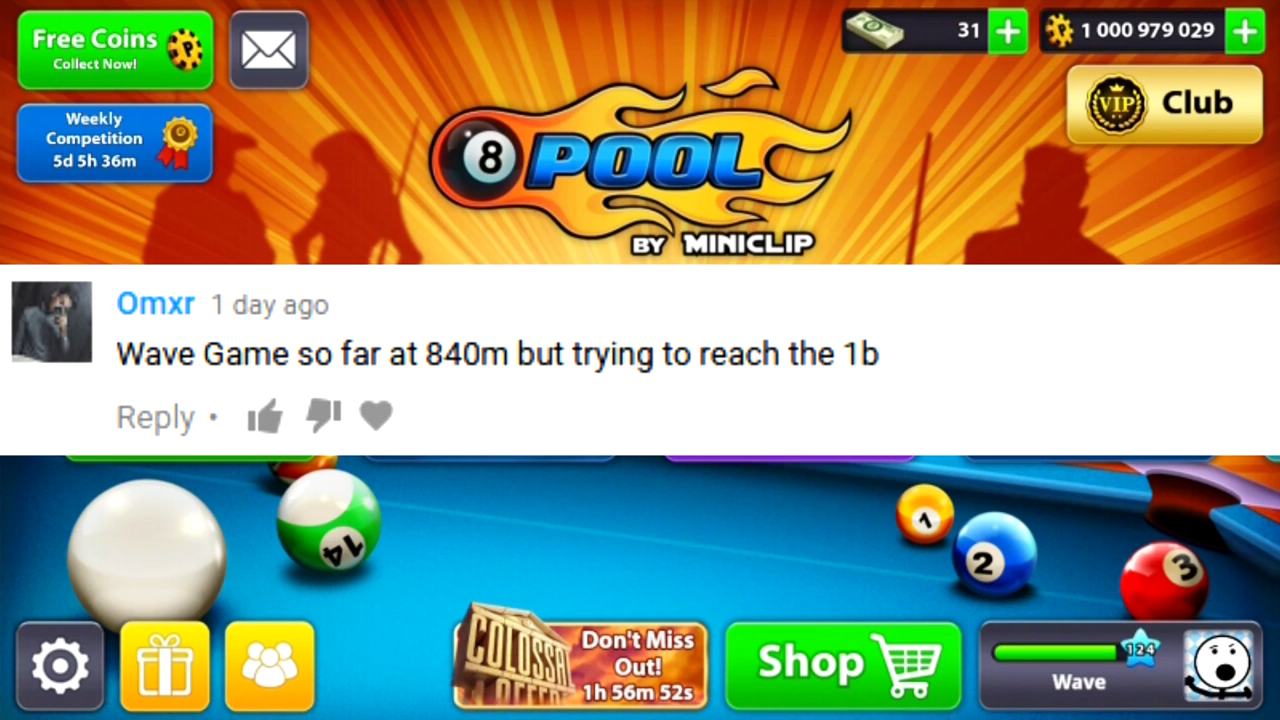 Free Coins
Collect Now!
31 +
1 000 979 029 +
VIP Club
Weekly
Competition
5d 5h 36m
8 POOL
BY MINICLIP
Omxr 1 day ago
Wave Game so far at 840m but trying to reach the 1b
Reply •
14
1
2
3
COLOSSAL
OFFER
Don't Miss
Out!
1h 56m 52s
Shop
124
Wave